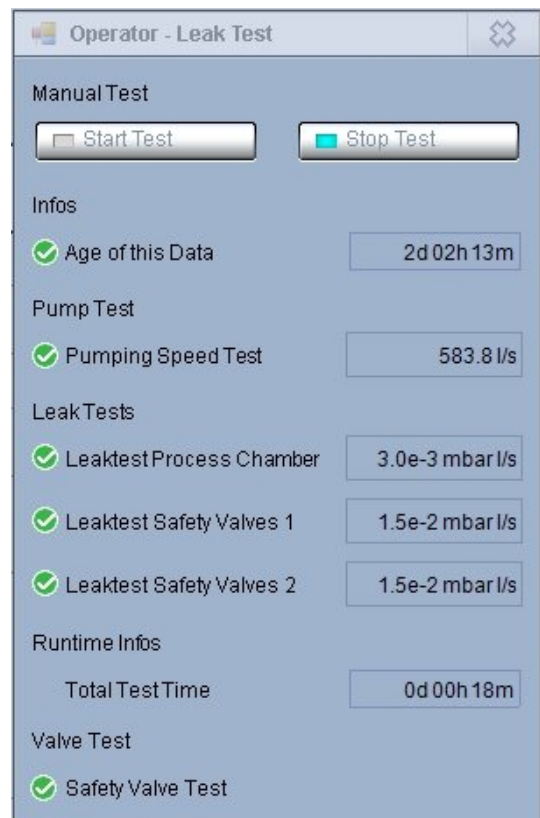 Operator - Leak Test
Manual Test
Start Test Stop Test
Infos
Age of this Data 2d 02h 13m
Pump Test
Pumping Speed Test 583.8 l/s
Leak Tests
Leaktest Process Chamber 3.0e-3 mbar l/s
Leaktest Safety Valves 1 1.5e-2 mbar l/s
Leaktest Safety Valves 2 1.5e-2 mbar l/s
Runtime Infos
Total Test Time 0d 00h 18m
Valve Test
Safety Valve Test